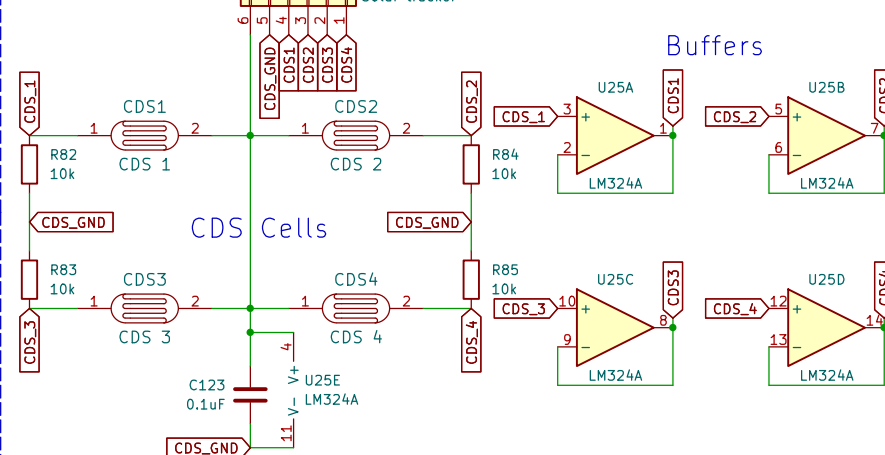 6 5 4 3 2 1
CDS_GND CDS1 CDS2 CDS3 CDS4
Buffers
CDS_1
CDS1
1 2
CDS 1
CDS2
1 2
CDS 2
CDS_2
R82
10k
R84
10k
CDS_1
3
+
2
−
U25A
1
CDS1
LM324A
CDS_2
5
+
6
−
U25B
7
LM324A
CDS_GND
CDS Cells
CDS_GND
R83
10k
R85
10k
CDS3
1 2
CDS 3
CDS4
1 2
CDS 4
CDS_3
CDS_4
CDS_3
10
+
9
−
U25C
8
CDS3
LM324A
CDS_4
12
+
13
−
U25D
14
LM324A
C123
0.1uF
4
V+
U25E
LM324A
V−
11
CDS_GND